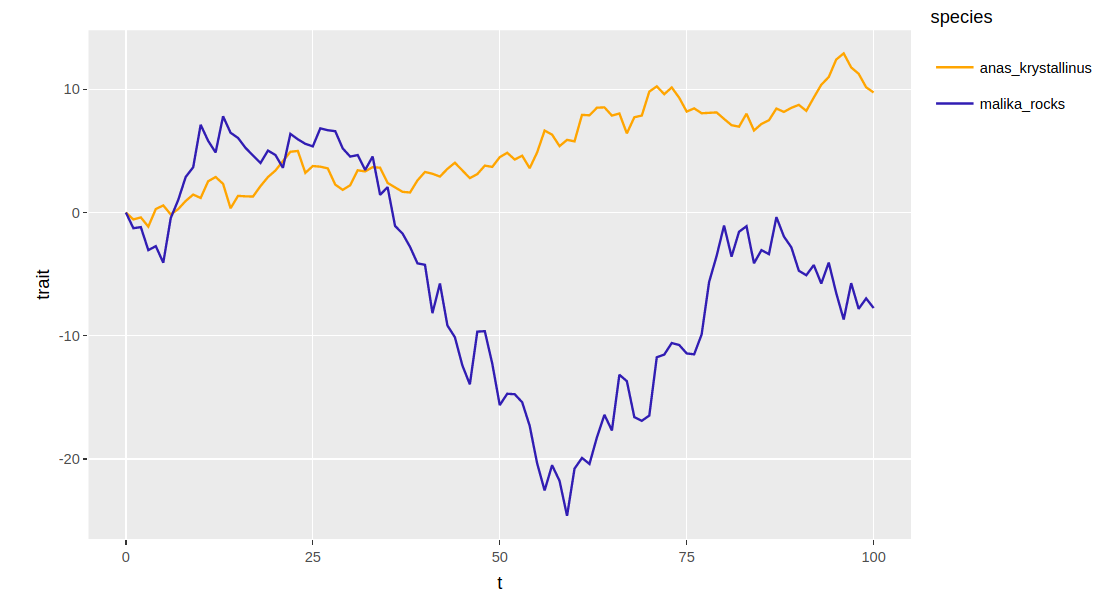 species
anas_krystallinus
malika_rocks
trait
10
0
-10
-20
0 25 50 75 100
t